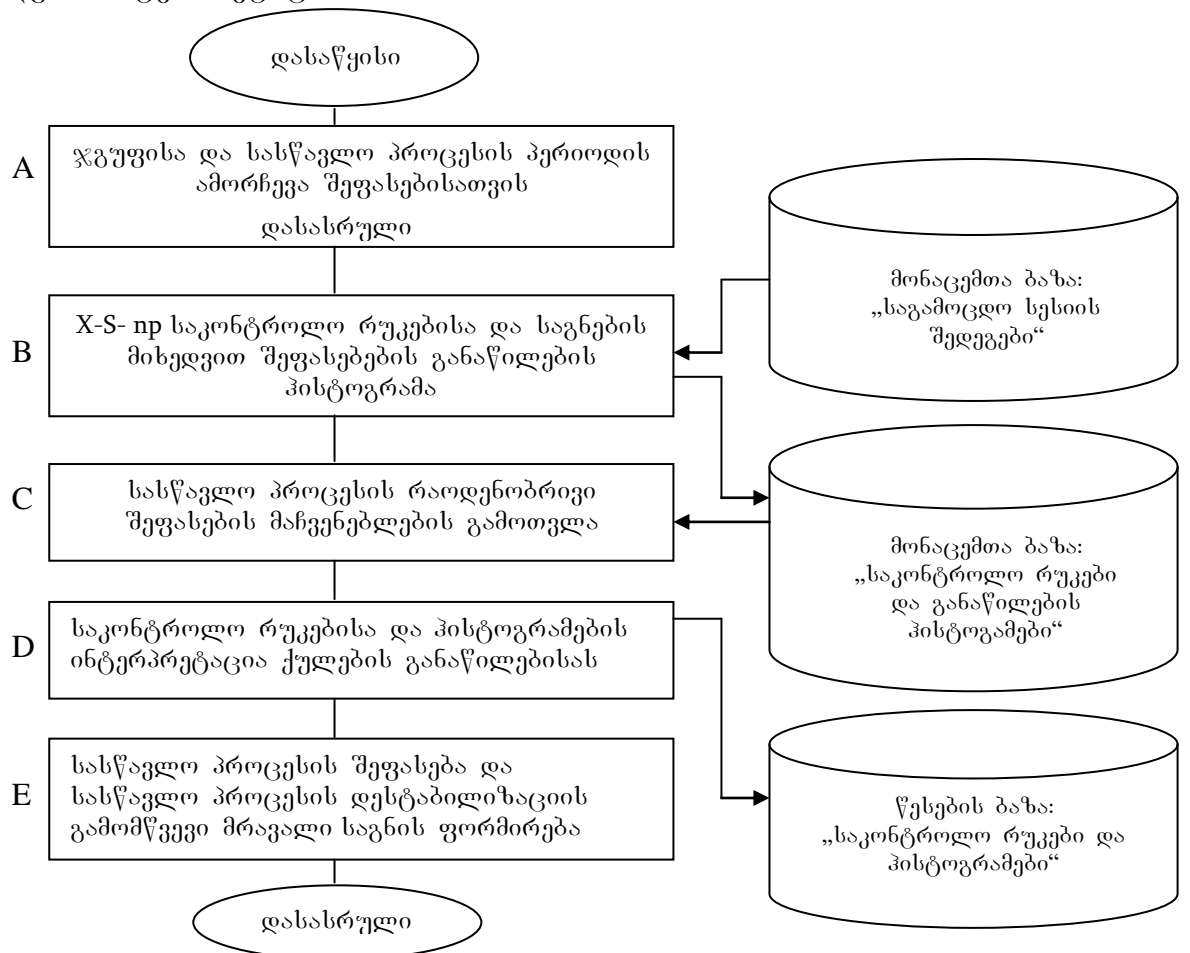 დასაწყისი
A
ჯგუფისა და სასწავლო პროცესის პერიოდის
ამორჩევა შეფასებისათვის
დასასრული
B
X-S- np საკონტროლო რუკებისა და საგნების
მიხედვით შეფასებების განაწილების
ჰისტოგრამა
მონაცემთა ბაზა:
„საგამოცდო სესიის
შედეგები“
C
სასწავლო პროცესის რაოდენობრივი
შეფასების მაჩვენებლების გამოთვლა
მონაცემთა ბაზა:
„საკონტროლო რუკები
და განაწილების
ჰისტოგამები“
D
საკონტროლო რუკებისა და ჰისტოგრამების
ინტერპრეტაცია ქულების განაწილებისას
E
სასწავლო პროცესის შეფასება და
სასწავლო პროცესის დესტაბილიზაციის
გამომწვევი მრავალი საგნის ფორმირება
წესების ბაზა:
„საკონტროლო რუკები და
ჰისტოგრამები“
დასასრული